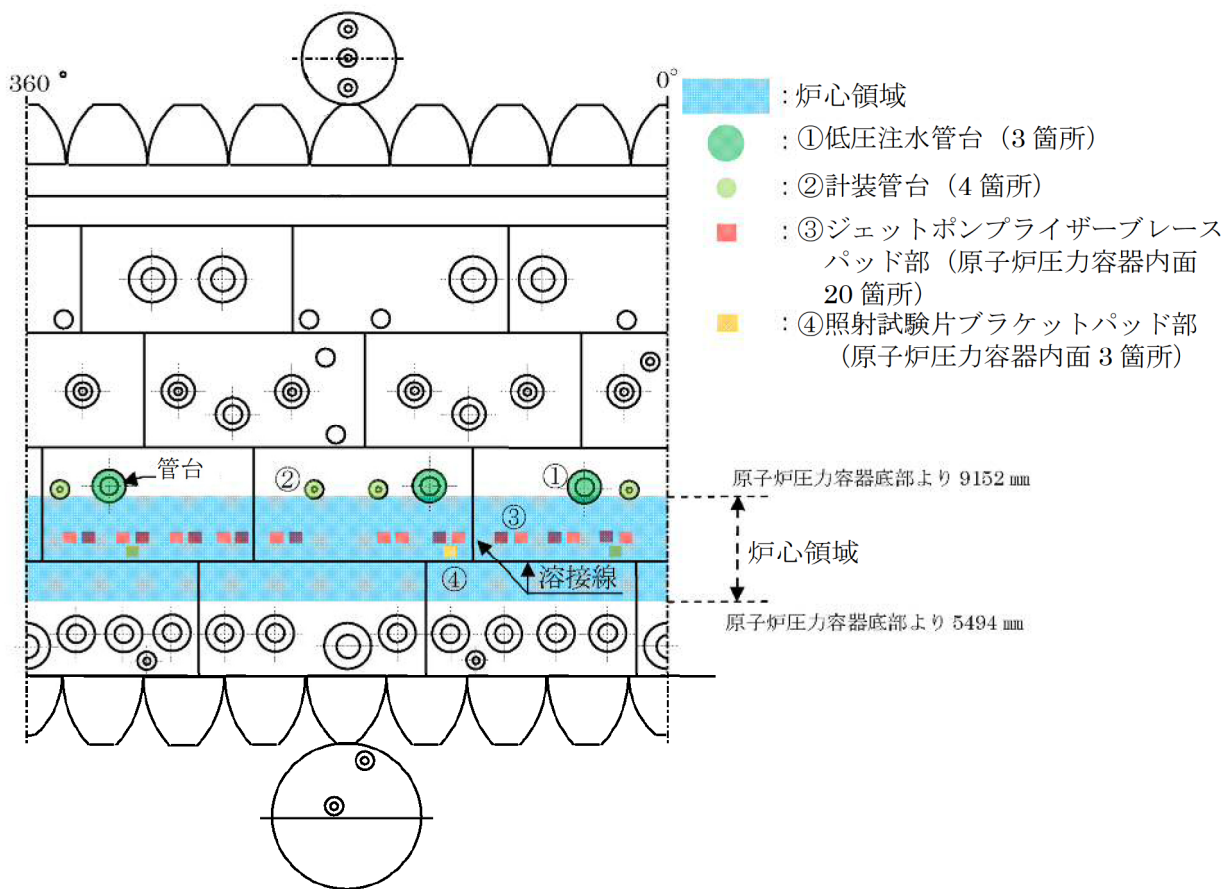 360°
0°
：炉心領域
：①低圧注水管台（3 箇所）
：②計装管台（4 箇所）
：③ジェットポンプライザーブレース
パッド部（原子炉圧力容器内面
20 箇所）
：④照射試験片ブラケットパッド部
（原子炉圧力容器内面 3 箇所）
管台
②
①
原子炉圧力容器底部より 9152 ㎜
③
炉心領域
④
溶接線
原子炉圧力容器底部より 5494 ㎜